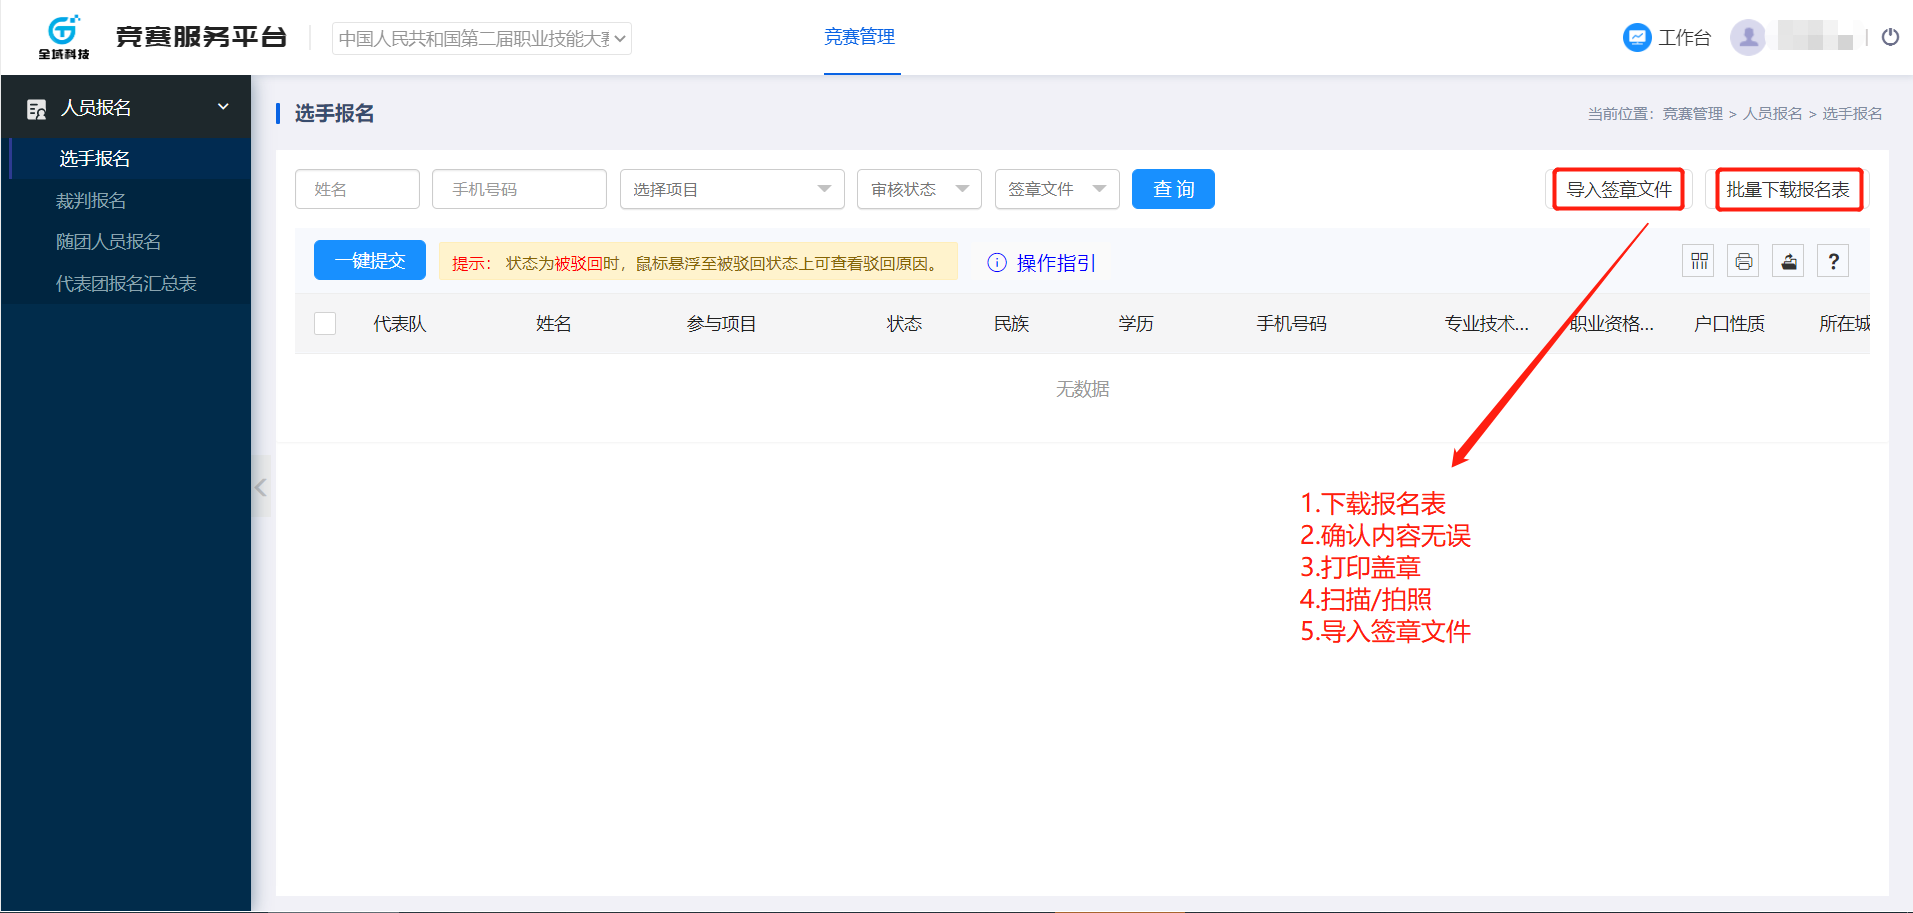 全域科技
竞赛服务平台
中国人民共和国第二届职业技能大赛
竞赛管理
工作台
人员报名
选手报名
裁判报名
随团人员报名
代表团报名汇总表
选手报名
当前位置：竞赛管理 > 人员报名 > 选手报名
姓名
手机号码
选择项目
审核状态
签章文件
查 询
导入签章文件
批量下载报名表
一键提交
提示： 状态为被驳回时，鼠标悬浮至被驳回状态上可查看驳回原因。
操作指引
?
代表队 姓名 参与项目 状态 民族 学历 手机号码 专业技术... 职业资格... 户口性质 所在城
无数据
1.下载报名表
2.确认内容无误
3.打印盖章
4.扫描/拍照
5.导入签章文件